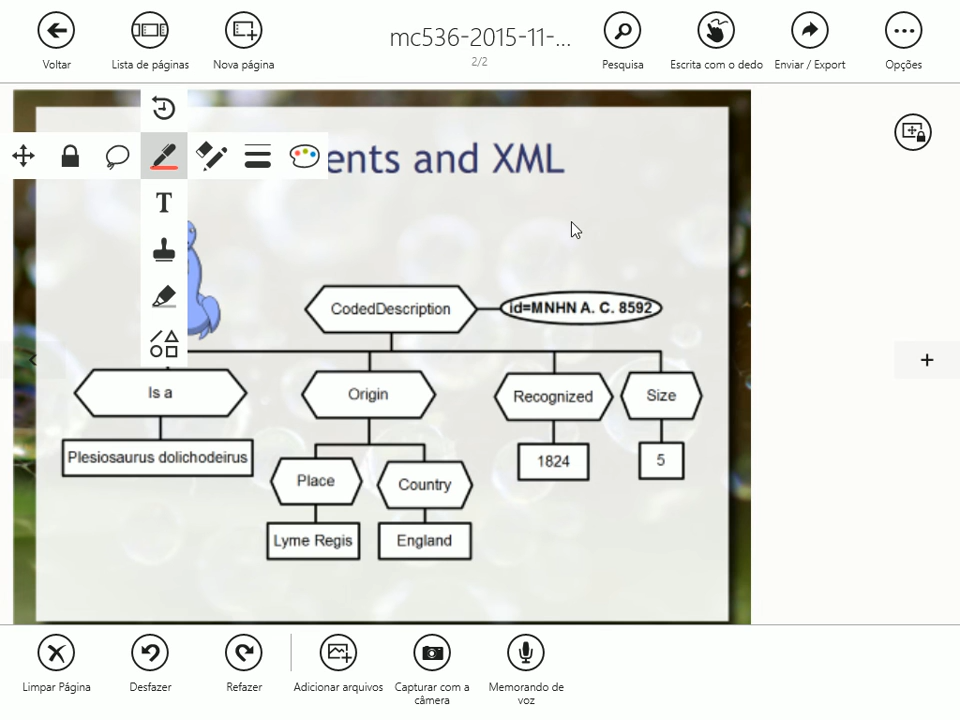 mc536-2015-11-...
2/2
Voltar
Lista de páginas
Nova página
Pesquisa
Escrita com o dedo
Enviar / Export
Opções
T
ents and XML
CodedDescription
id=MNHN A. C. 8592
Is a
Origin
Recognized
Size
Plesiosaurus dolichodeirus
Place
Country
1824
5
Lyme Regis
England
Limpar Página
Desfazer
Refazer
Adicionar arquivos
Capturar com a
câmera
Memorando de
voz